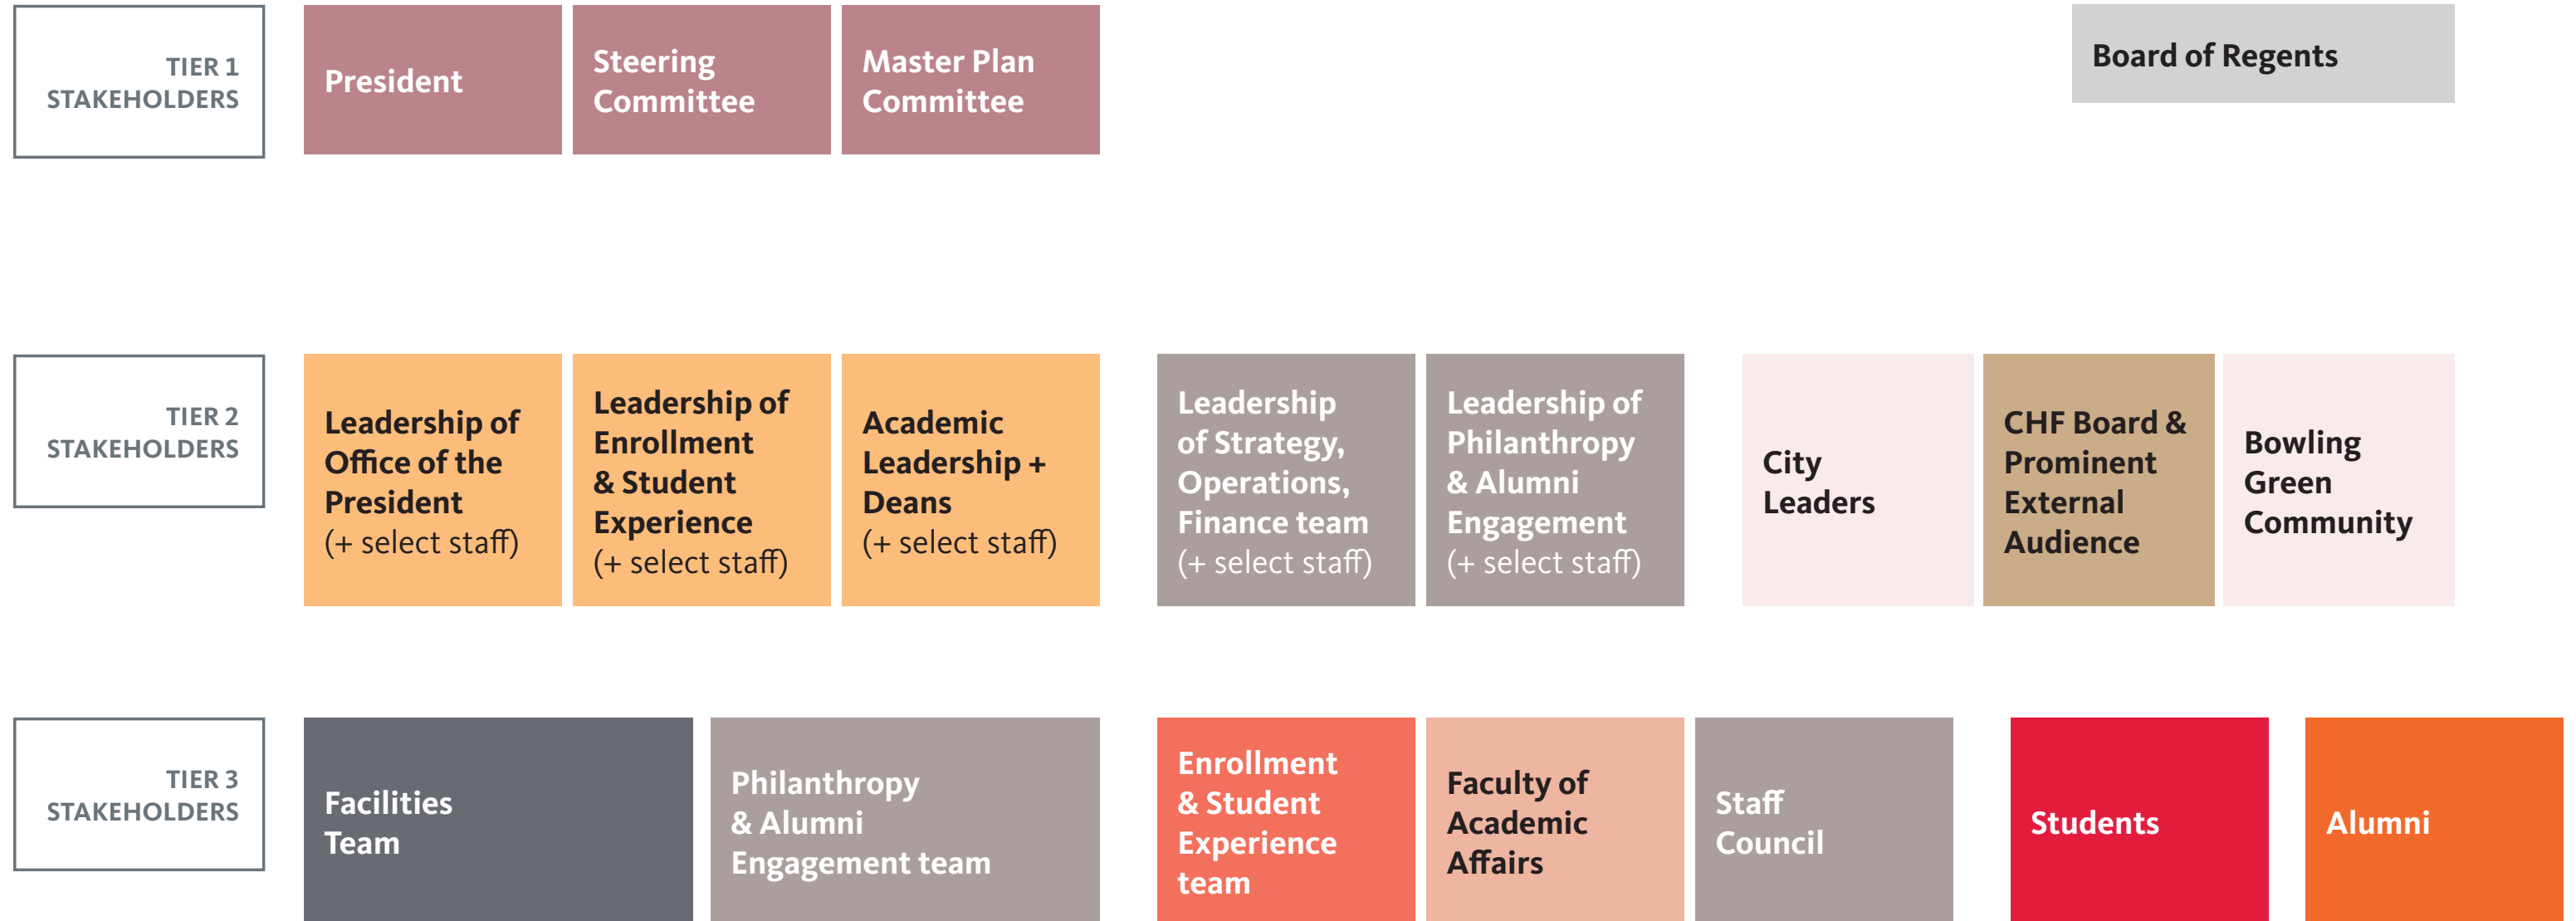 TIER 1
STAKEHOLDERS
President
Steering
Committee
Master Plan
Committee
Board of Regents
TIER 2
STAKEHOLDERS
Leadership of
Office of the
President
(+ select staff)
Leadership of
Enrollment
& Student
Experience
(+ select staff)
Academic
Leadership +
Deans
(+ select staff)
Leadership
of Strategy,
Operations,
Finance team
(+ select staff)
Leadership of
Philanthropy
& Alumni
Engagement
(+ select staff)
City
Leaders
CHF Board &
Prominent
External
Audience
Bowling
Green
Community
TIER 3
STAKEHOLDERS
Facilities
Team
Philanthropy
& Alumni
Engagement team
Enrollment
& Student
Experience
team
Faculty of
Academic
Affairs
Staff
Council
Students
Alumni